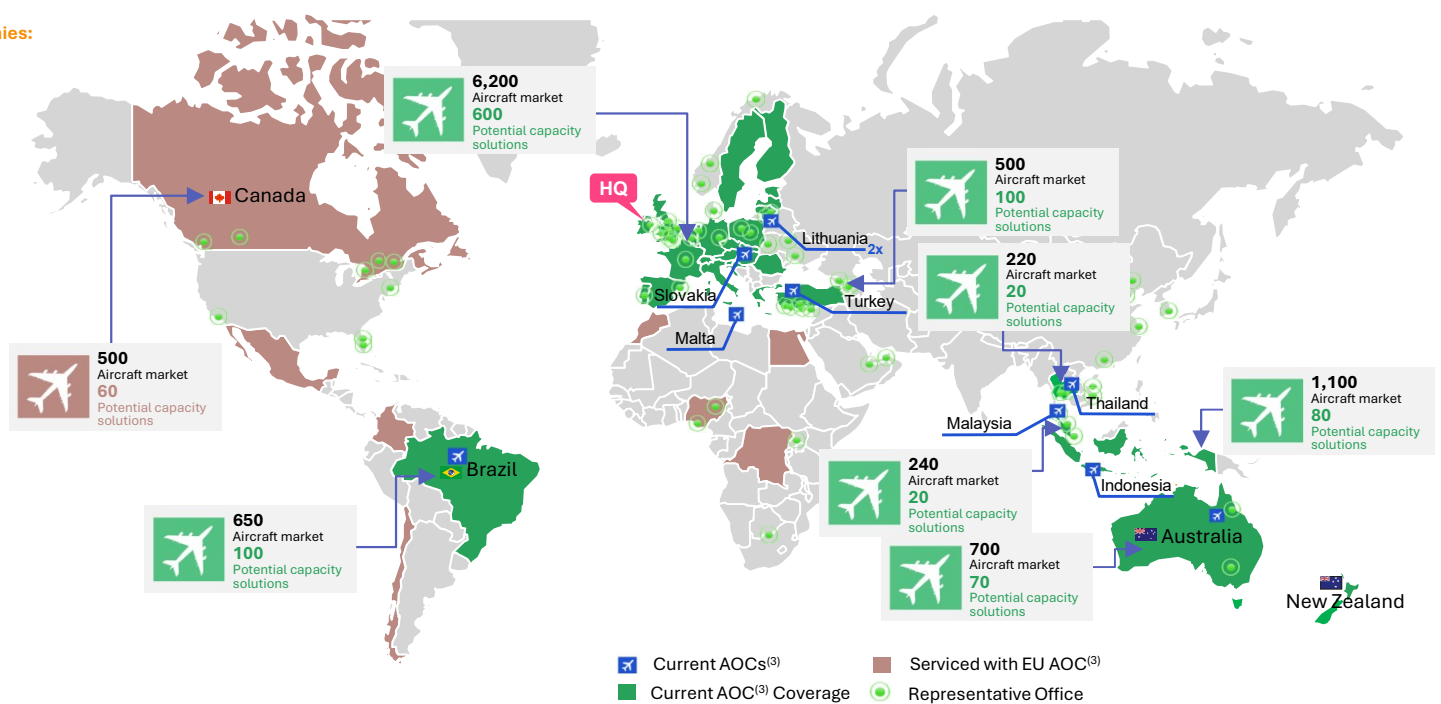 nies:
6,200
Aircraft market
600
Potential capacity
solutions
HQ
Canada
500
Aircraft market
100
Potential capacity
solutions
Lithuania
2x
220
Aircraft market
20
Potential capacity
solutions
Slovakia
Turkey
Malta
500
Aircraft market
60
Potential capacity
solutions
Thailand
Malaysia
1,100
Aircraft market
80
Potential capacity
solutions
Brazil
240
Aircraft market
20
Potential capacity
solutions
Indonesia
650
Aircraft market
100
Potential capacity
solutions
Australia
700
Aircraft market
70
Potential capacity
solutions
New Zealand
Current AOCs(3)
Serviced with EU AOC(3)
Current AOC(3) Coverage
Representative Office